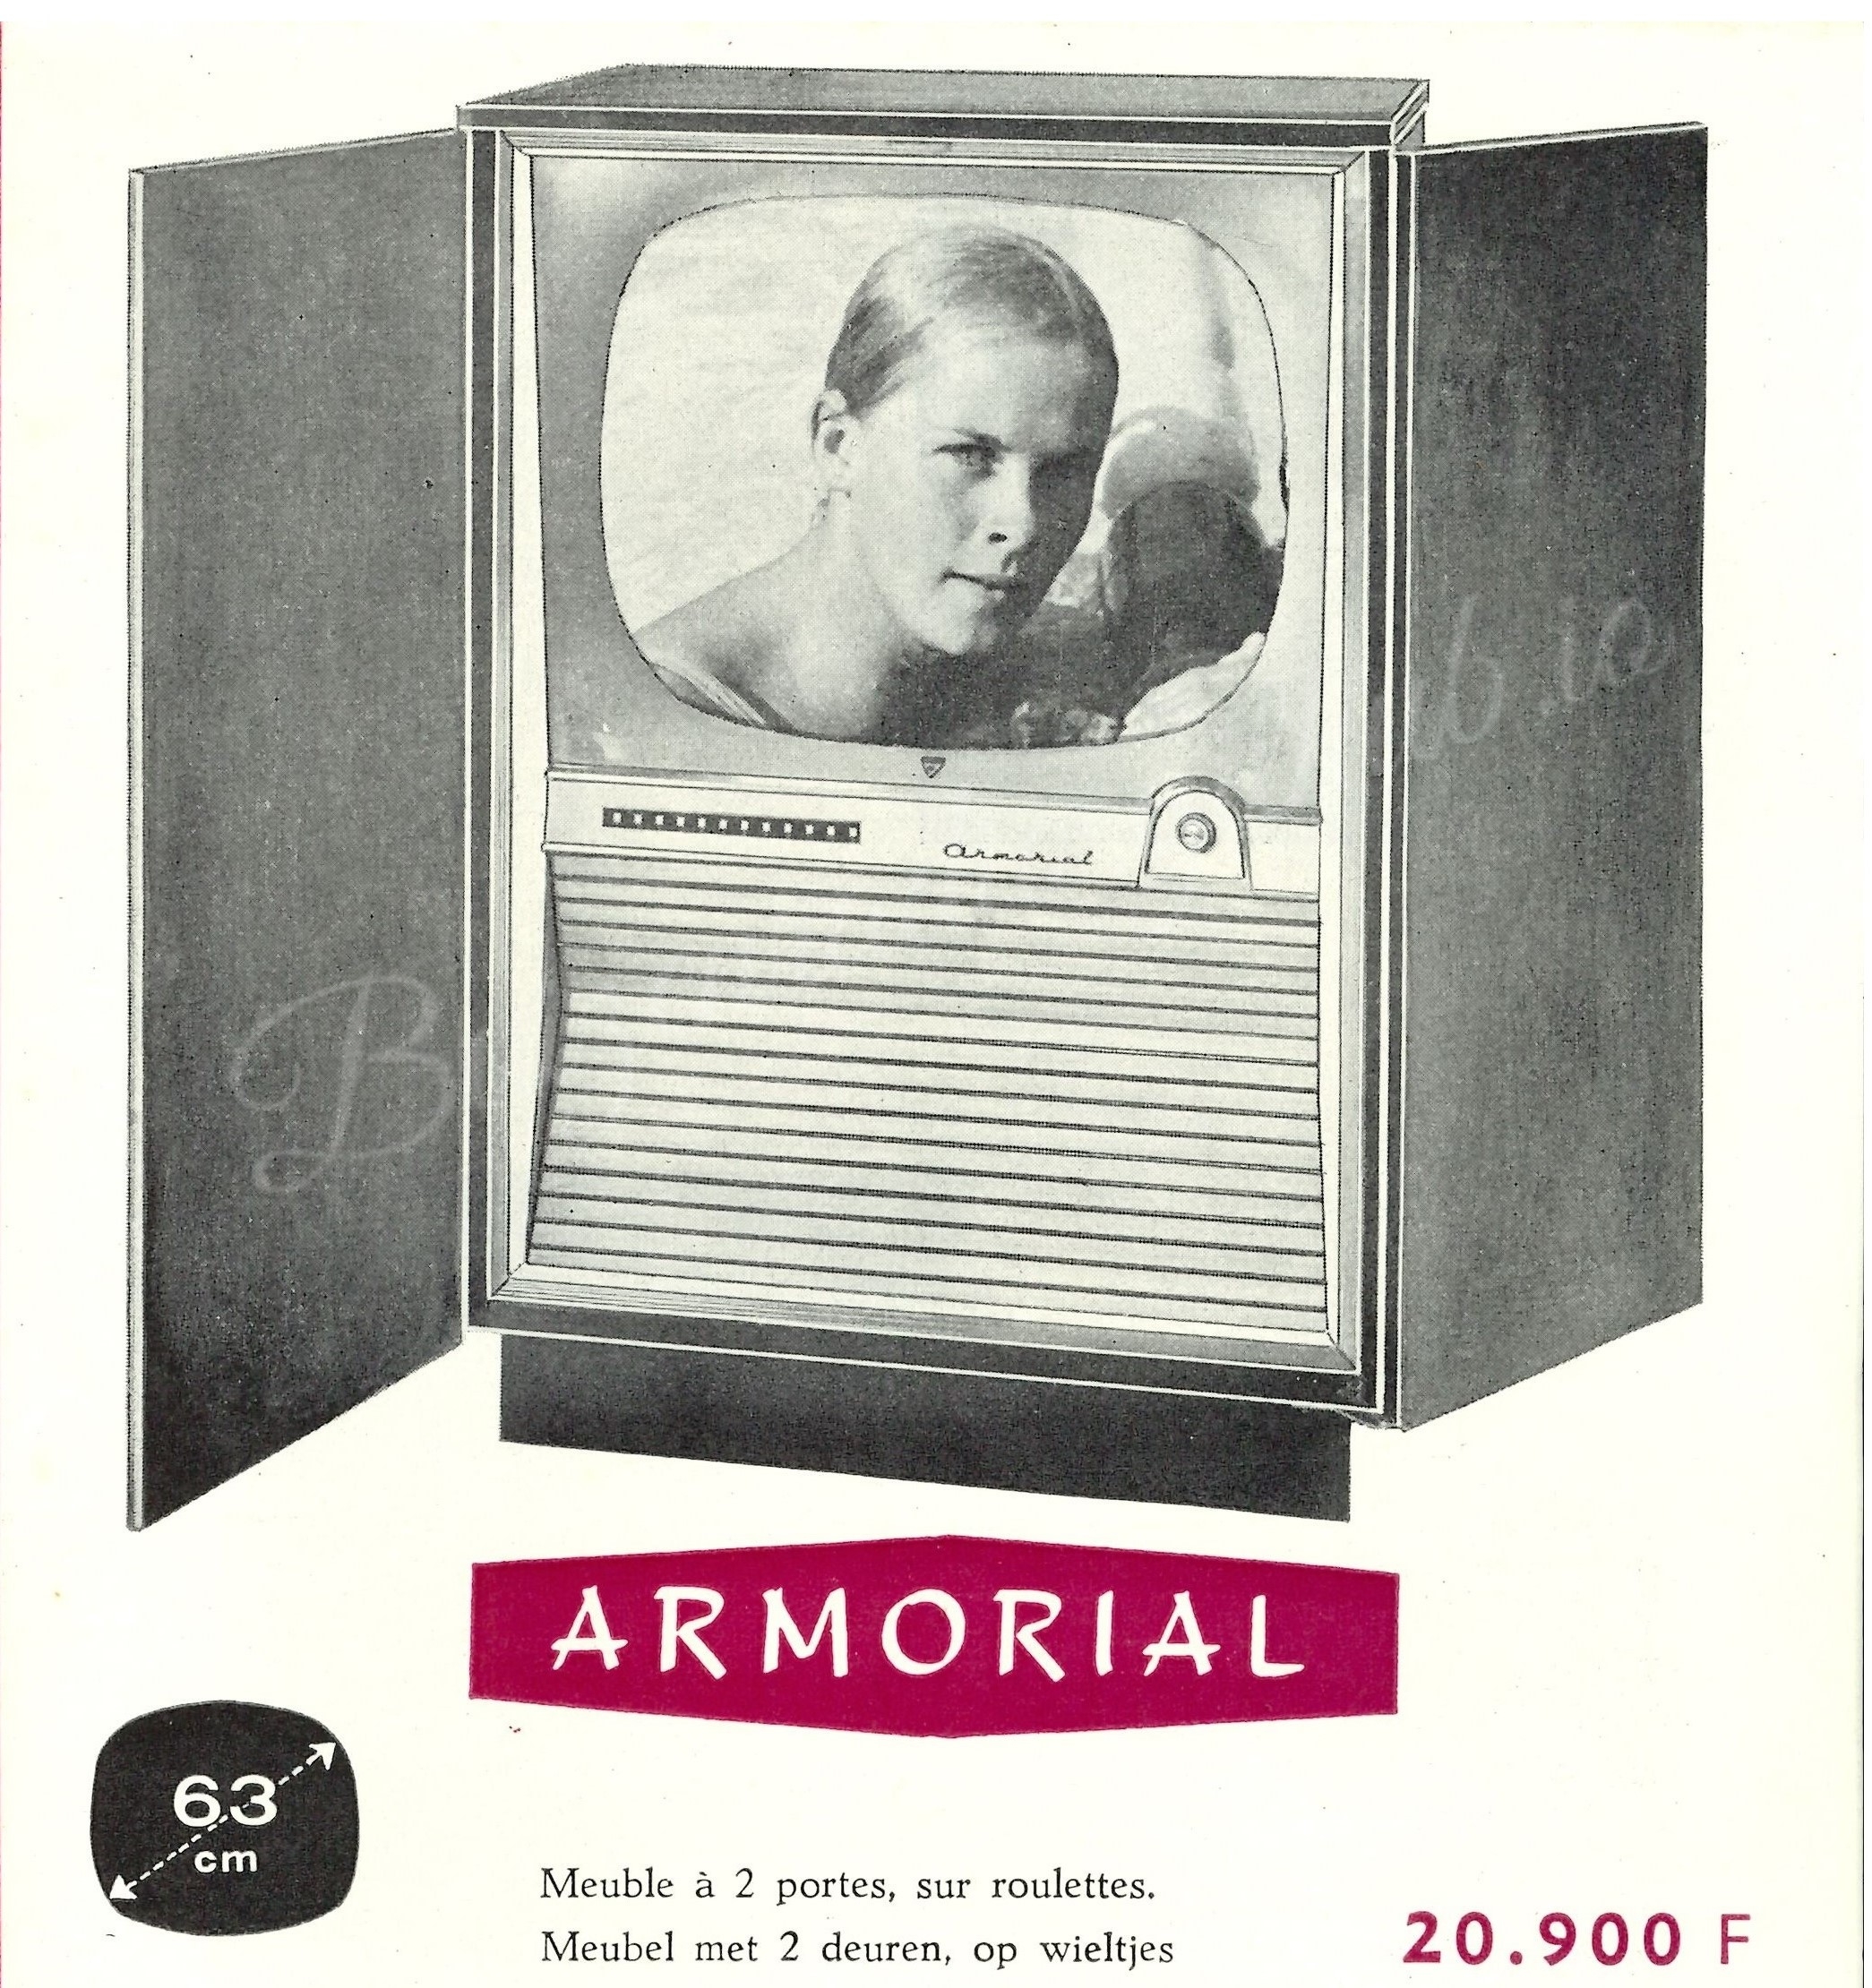 Armorial
ARMORIAL
63
cm
Meuble à 2 portes, sur roulettes.
Meubel met 2 deuren, op wieltjes
20.900 F